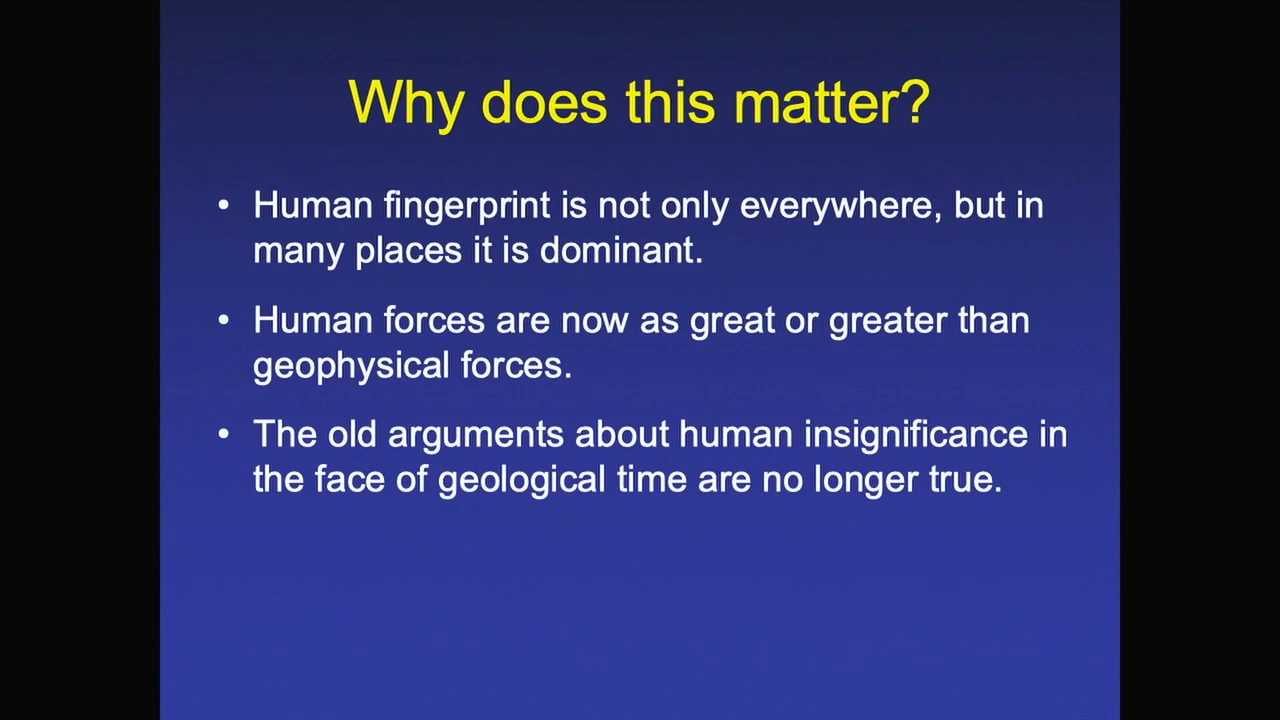 Why does this matter?
• Human fingerprint is not only everywhere, but in
many places it is dominant.
• Human forces are now as great or greater than
geophysical forces.
• The old arguments about human insignificance in
the face of geological time are no longer true.